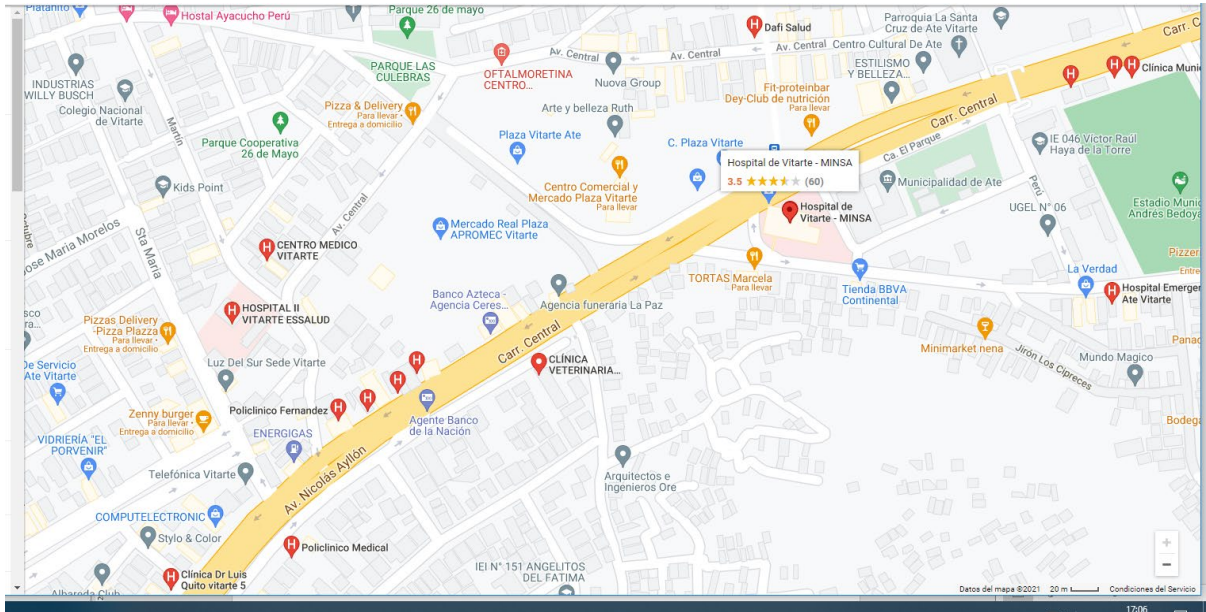 Platanito
Hostal Ayacucho Perú
Parque 26 de mayo
Dafi Salud
Parroquia La Santa
Cruz de Ate Vitarte
Carr. C
Av. Central
Av. Central
Av. Central
Centro Cultural De Ate
INDUSTRIAS
WILLY BUSCH
PARQUE LAS
CULEBRAS
OFTALMORETINA
CENTRO...
Nuova Group
ESTILISMO
Y BELLEZA...
Clínica Muni
Colegio Nacional
de Vitarte
Martín
Pizza & Delivery
Para llevar •
Entrega a domicilio
Arte y belleza Ruth
Fit-proteinbar
Dey-Club de nutrición
Para llevar
Carr. Central
Parque Cooperativa
26 de Mayo
Plaza Vitarte Ate
C. Plaza Vitarte
Ca. El Parque
IE 046 Víctor Raúl
Haya de la Torre
Hospital de Vitarte - MINSA
3.5
(60)
Perú
Kids Point
Centro Comercial y
Mercado Plaza Vitarte
Para llevar
Municipalidad de Ate
Estadio Munic
Andrés Bedoya
Av. Central
Hospital de
Vitarte - MINSA
UGEL N° 06
Jose Maria Morelos
Sta María
Mercado Real Plaza
APROMEC Vitarte
CENTRO MEDICO
VITARTE
Pizzer
Entre
TORTAS Marcela
Para llevar
Tienda BBVA
Continental
La Verdad
Hospital Emerger
Ate Vitarte
Banco Azteca -
Agencia Ceres...
Agencia funeraria La Paz
HOSPITAL II
VITARTE ESSALUD
Pizzas Delivery
-Pizza Plazza
Para llevar •
Entrega a domicilio
Carr. Central
Minimarket nena
Jiron Los Cipreces
Panac
Mundo Magico
Luz Del Sur Sede Vitarte
CLÍNICA
VETERINARIA...
De Servicio
Ate Vitarte
Zenny burger
Para llevar •
Entrega a domicilio
Policlinico Fernandez
Agente Banco
de la Nación
Bodega
ENERGIGAS
VIDRIERÍA "EL
PORVENIR"
Telefónica Vitarte
Av. Nicolás Ayllón
Arquitectos e
Ingenieros Ore
COMPUTELECTRONIC
Stylo & Color
Policlinico Medical
Clínica Dr Luis
Quito vitarte 5
IEI N° 151 ANGELITOS
DEL FATIMA
Albareda Club
Datos del mapa ©2021
20 m
Condiciones del Servicio
17:06